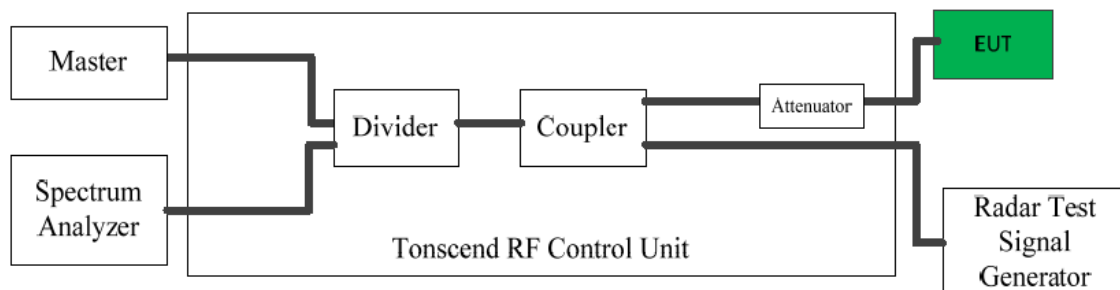 Master
EUT
Attenuator
Divider
Coupler
Spectrum
Analyzer
Radar Test
Signal
Generator
Tonscend RF Control Unit